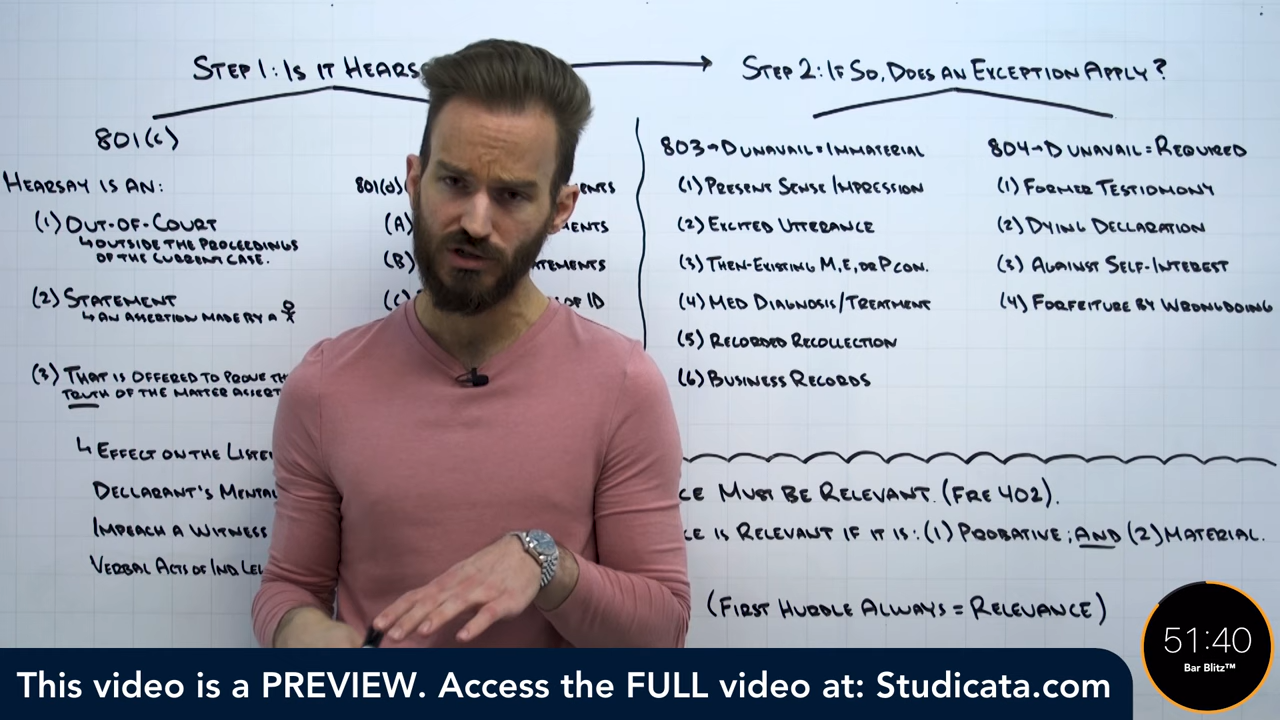 STEP 1: IS IT HEARS
801(C)
HEARSAY IS AN:
(1) OUT-OF-COURT
↳OUTSIDE THE PROCEEDINGS
OF THE CURRENT CASE.
(2) STATEMENT
↳AN ASSERTION MADE BY A
(3) THAT IS OFFERED TO PROVE TH
TRUTH OF THE MATTER ASSERT
↳ EFFECT ON THE LISTE
DECLARANT'S MENTAL
IMPEACH A WITNESS
VERBAL ACTS OF IND LE
801(d)
ENTS
(A)
MENTS
(B)
TEMENTS
(C)
OF ID
STEP 2: IF SO, DOES AN EXCEPTION APPLY?
803→D UNAVAIL=IMMATERIAL
(1) PRESENT SENSE IMPRESSION
(2) EXCITED UTTERANCE
(3) THEN-EXISTING M, E, OR P CON.
(4) MED DIAGNOSIS/TREATMENT
(5) RECORDED RECOLLECTION
(6) BUSINESS RECORDS
804→D UNAVAIL=REQUIRED
(1) FORMER TESTIOMONY
(2) DYING DECLARATION
(3) AGAINST SELF-INTEREST
(4) FORFEITURE BY WRONGDOING
CE MUST BE RELEVANT. (FRE 402).
CE IS RELEVANT IF IT IS: (1) PROBATIVE; AND (2) MATERIAL.
(FIRST HURDLE ALWAYS = RELEVANCE)
51:40
Bar Blitz™
This video is a PREVIEW. Access the FULL video at: Studicata.com